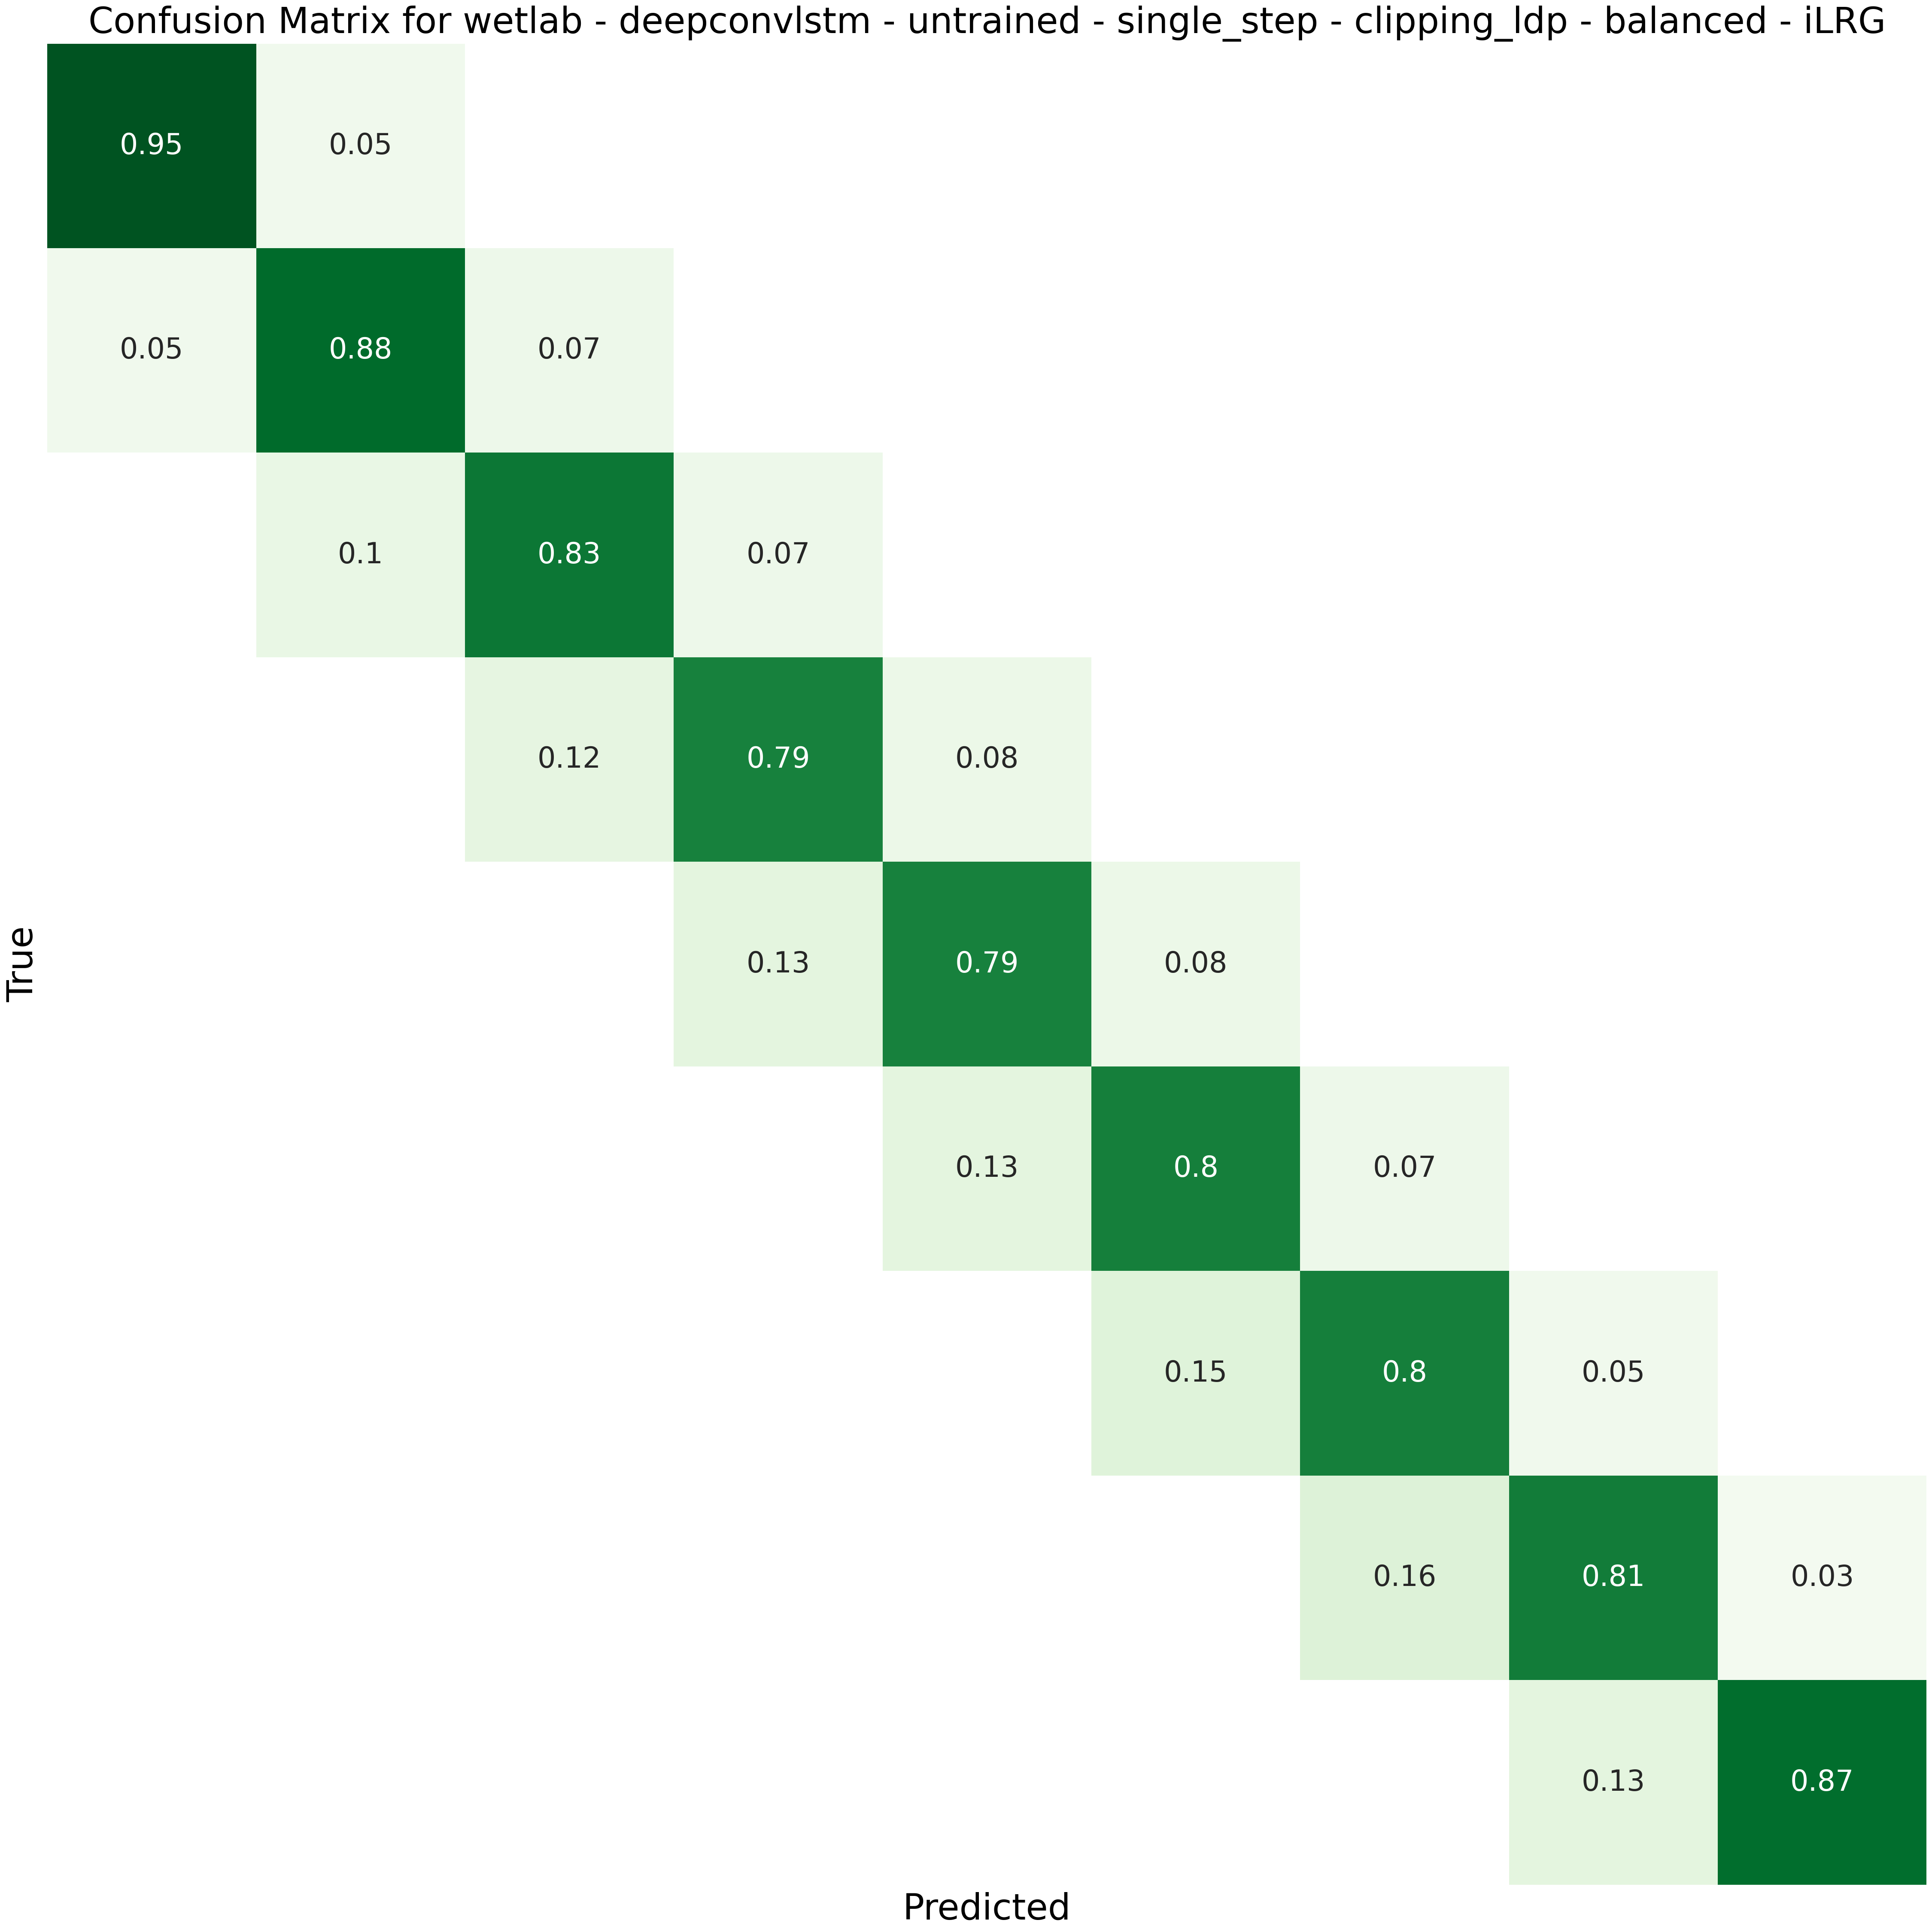 Confusion Matrix for wetlab - deepconvlstm - untrained - single_step - clipping_ldp - balanced - iLRG
0.95 0.05
0.05 0.88 0.07
0.1 0.83 0.07
0.12 0.79 0.08
True
0.13 0.79 0.08
0.13 0.8 0.07
0.15 0.8 0.05
0.16 0.81 0.03
0.13 0.87
Predicted